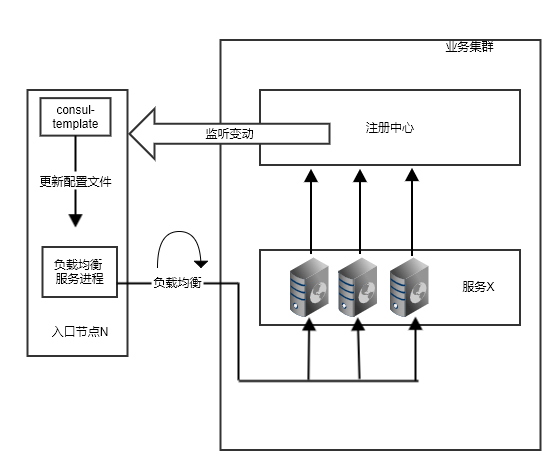 业务集群
consul-
template
监听变动
注册中心
更新配置文件
负载均衡
服务进程
负载均衡
服务X
入口节点N